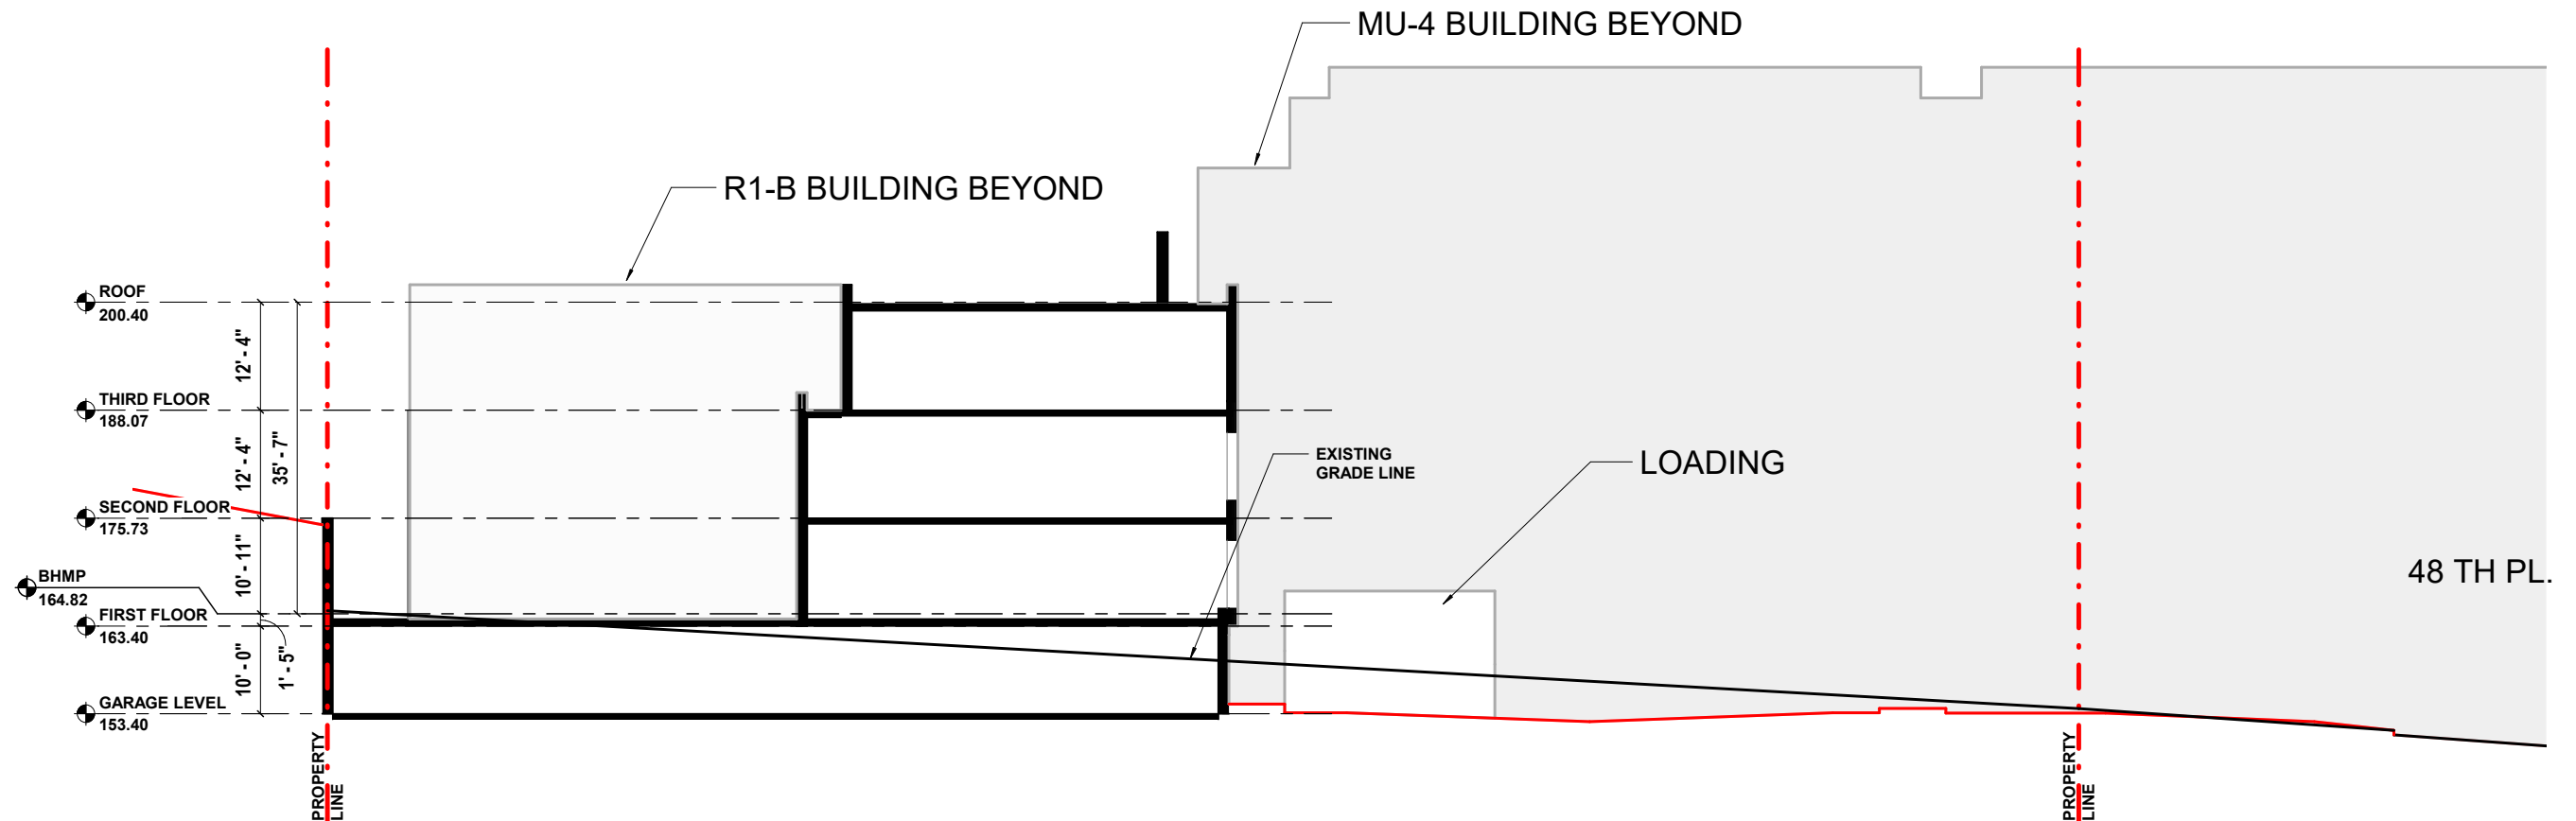 MU-4 BUILDING BEYOND
R1-B BUILDING BEYOND
ROOF
200.40
12' - 4"
THIRD FLOOR
188.07
12' - 4"
35' - 7"
EXISTING
GRADE LINE
LOADING
SECOND FLOOR
175.73
10' - 11"
48 TH PL.
BHMP
164.82
FIRST FLOOR
163.40
10' - 0"
1' - 5"
GARAGE LEVEL
153.40
PROPERTY
LINE
PROPERTY
LINE